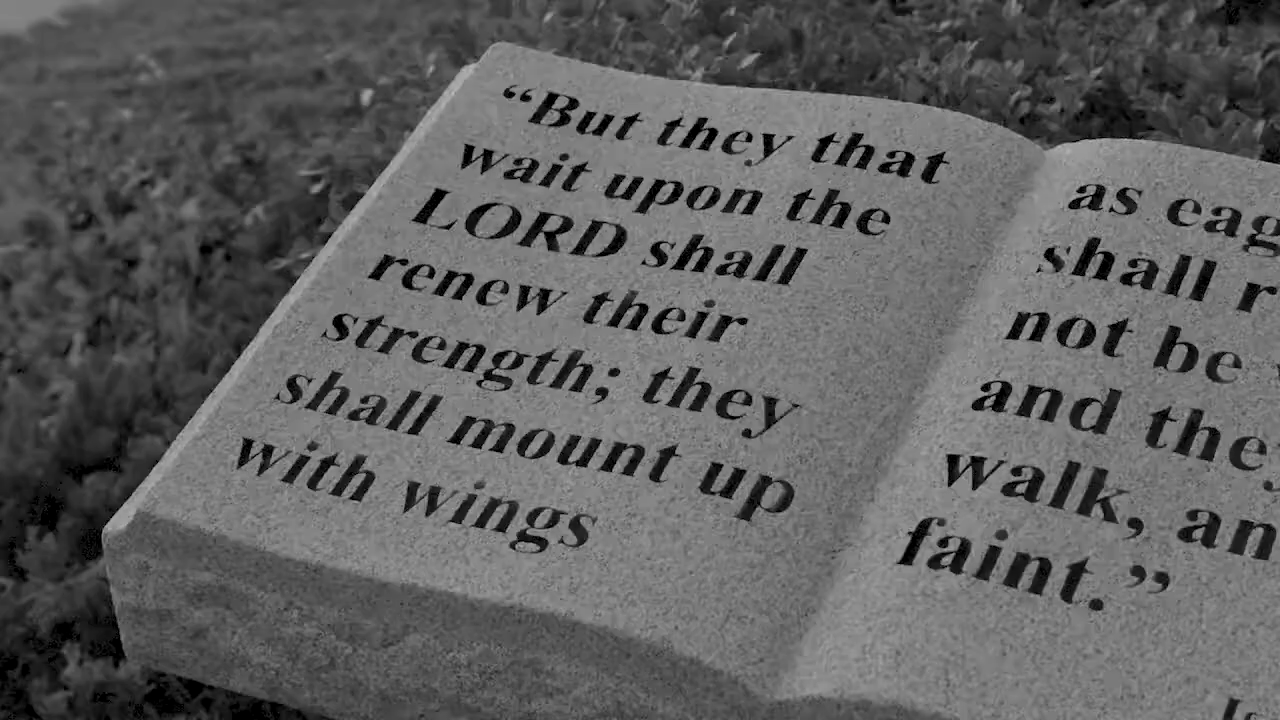 “But they that
wait upon the
LORD shall
renew their
strength; they
shall mount up
with wings
as
shall
not be
and they
walk,
faint.”